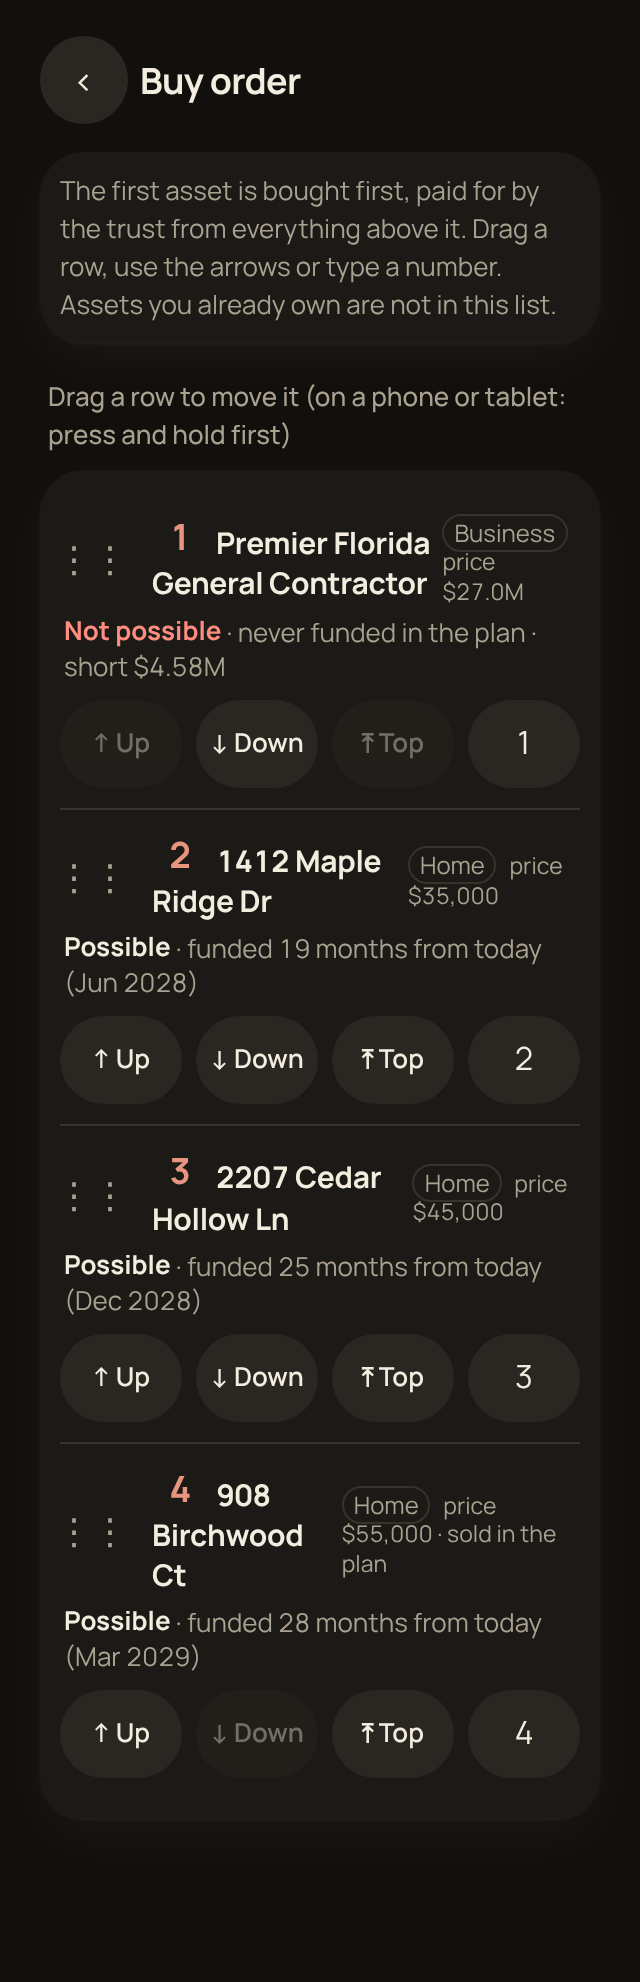 ‹ Buy order
The first asset is bought first, paid for by
the trust from everything above it. Drag a
row, use the arrows or type a number.
Assets you already own are not in this list.
Drag a row to move it (on a phone or tablet:
press and hold first)
⋮⋮ 1 Premier Florida
General Contractor
Business
price
$27.0M
Not possible · never funded in the plan ·
short $4.58M
↑ Up ↓ Down ⤒ Top 1
⋮⋮ 2 1412 Maple
Ridge Dr
Home price
$35,000
Possible · funded 19 months from today
(Jun 2028)
↑ Up ↓ Down ⤒ Top 2
⋮⋮ 3 2207 Cedar
Hollow Ln
Home price
$45,000
Possible · funded 25 months from today
(Dec 2028)
↑ Up ↓ Down ⤒ Top 3
⋮⋮ 4 908
Birchwood
Ct
Home price
$55,000 · sold in the
plan
Possible · funded 28 months from today
(Mar 2029)
↑ Up ↓ Down ⤒ Top 4